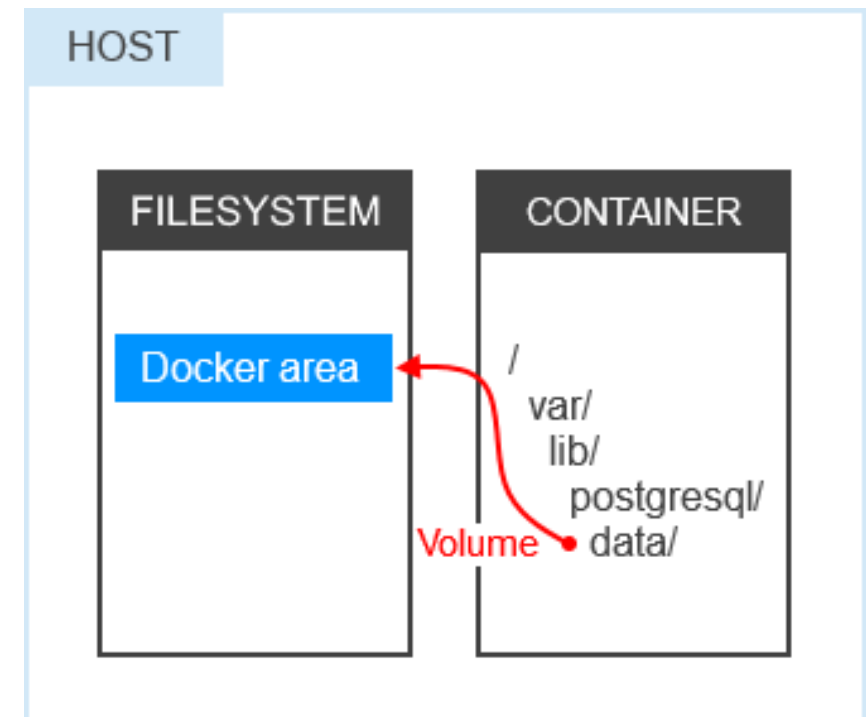 HOST
FILESYSTEM
Docker area
CONTAINER
/
var/
lib/
postgresql/
data/
Volume